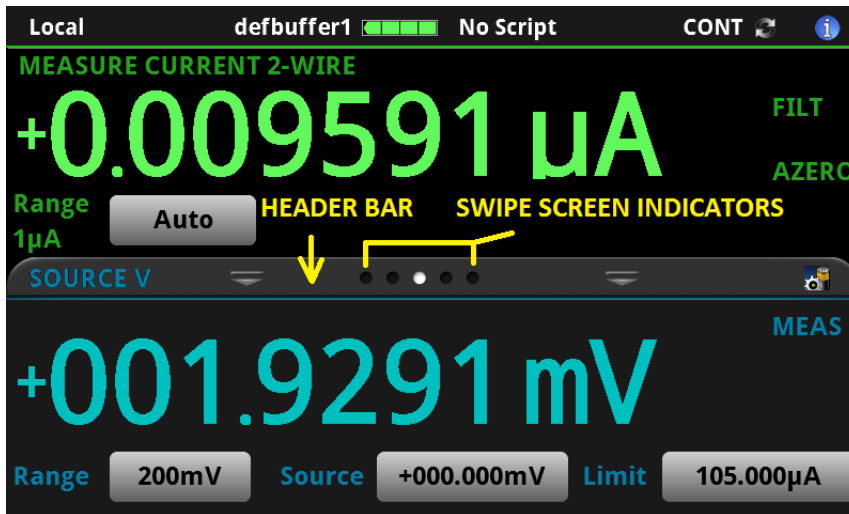 Local defbuffer1 No Script CONT i
MEASURE CURRENT 2-WIRE
+0.009591 µA
FILT
AZERO
Range
1µA
Auto
HEADER BAR SWIPE SCREEN INDICATORS
SOURCE V
MEAS
+001.9291 mV
Range 200mV Source +000.000mV Limit 105.000µA